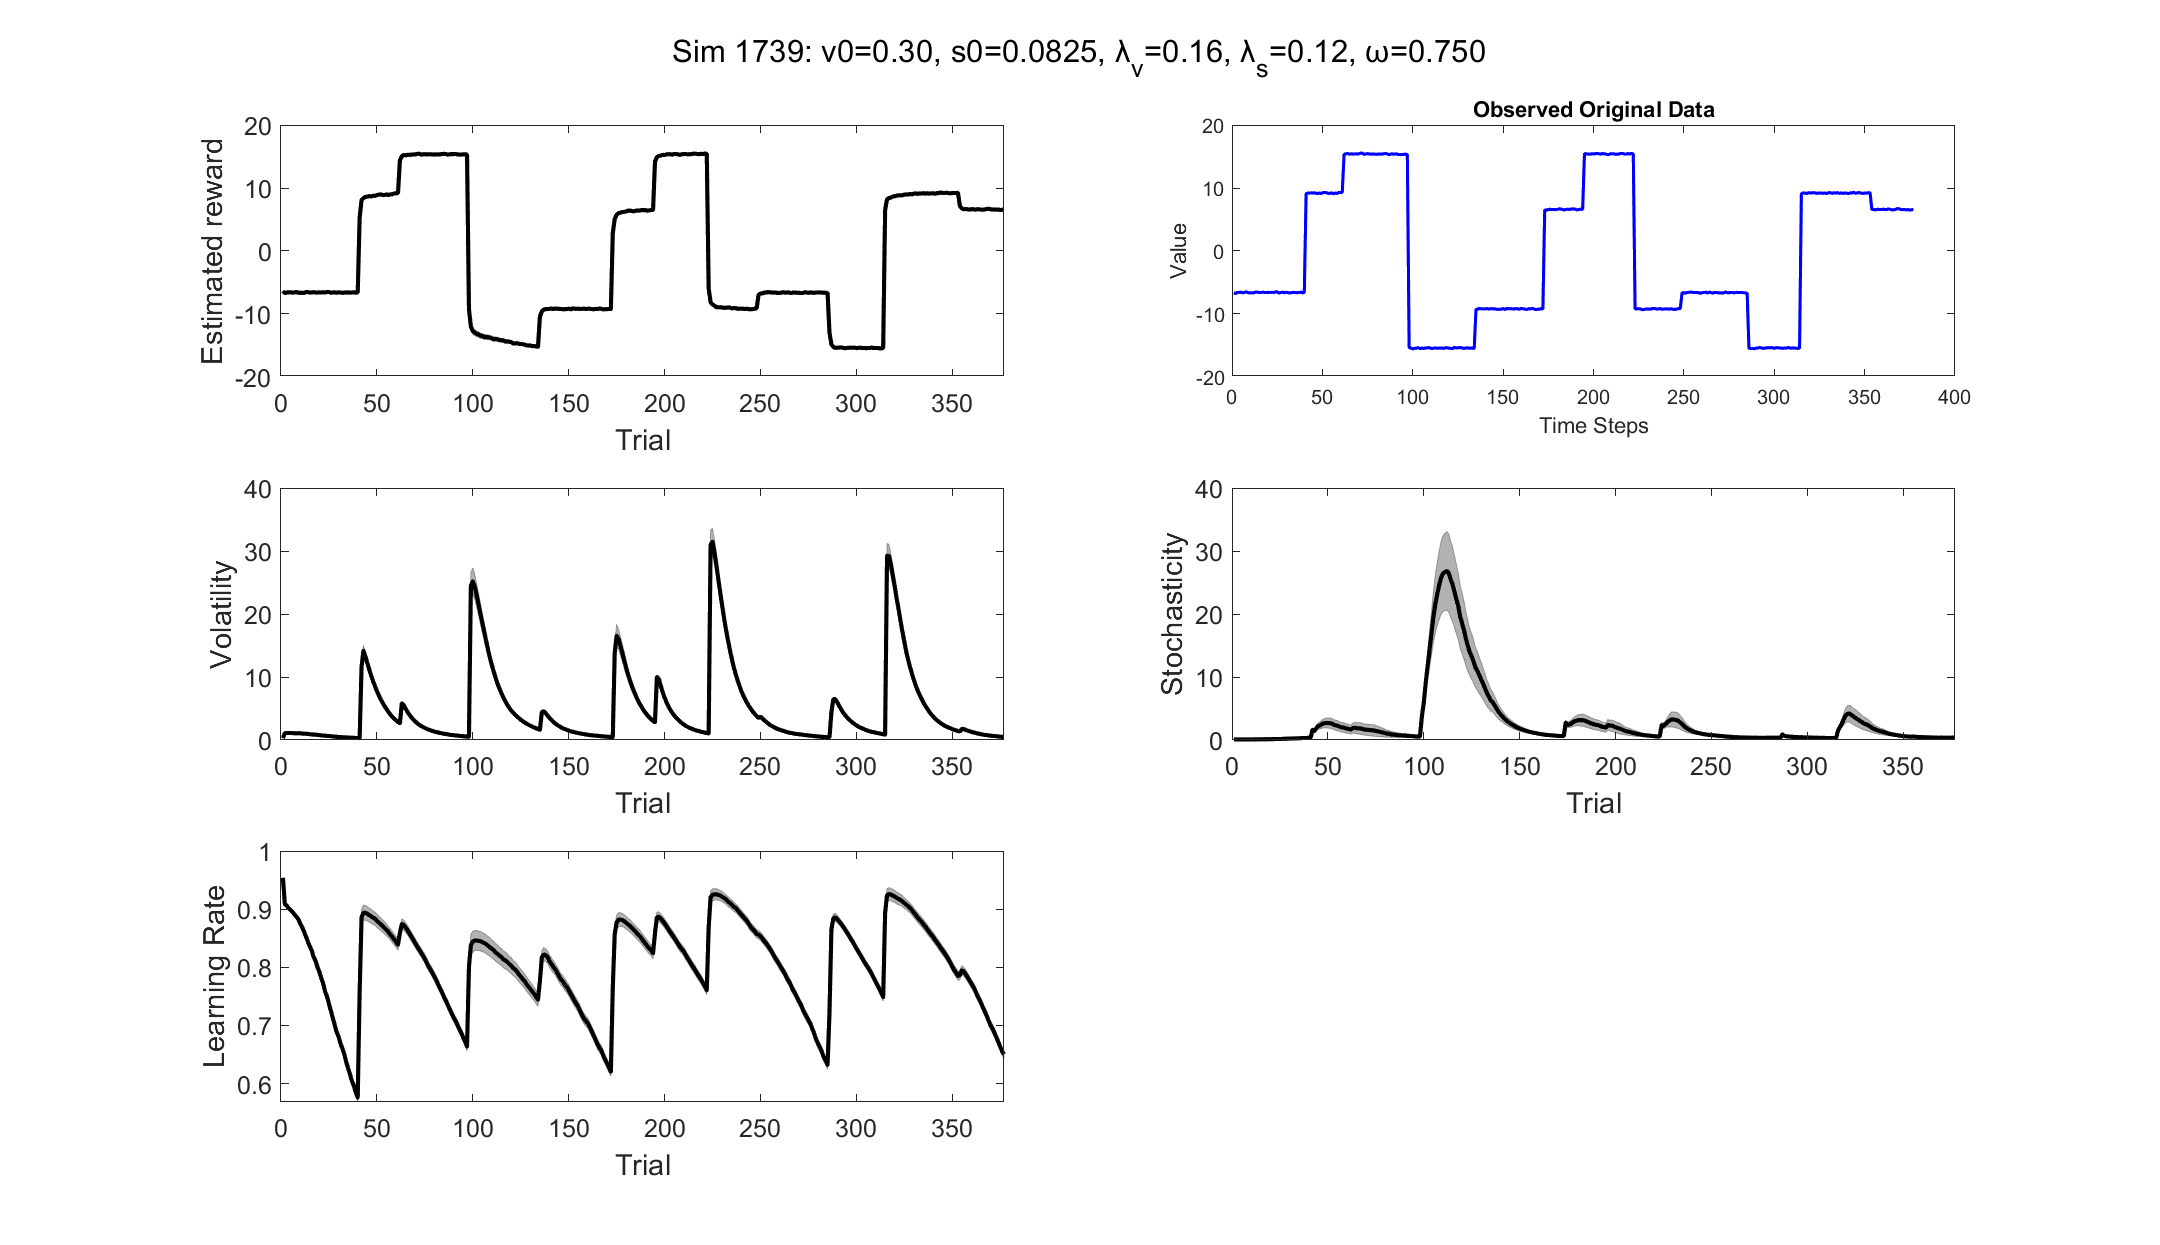 Sim 1739: v0=0.30, s0=0.0825, λ_v=0.16, λ_s=0.12, ω=0.750
Estimated reward
20
10
0
-10
-20
0 50 100 150 200 250 300 350
Trial
Observed Original Data
Value
20
10
0
-10
-20
0 50 100 150 200 250 300 350 400
Time Steps
Volatility
40
30
20
10
0
0 50 100 150 200 250 300 350
Trial
Stochasticity
40
30
20
10
0
0 50 100 150 200 250 300 350
Trial
Learning Rate
1
0.9
0.8
0.7
0.6
0 50 100 150 200 250 300 350
Trial